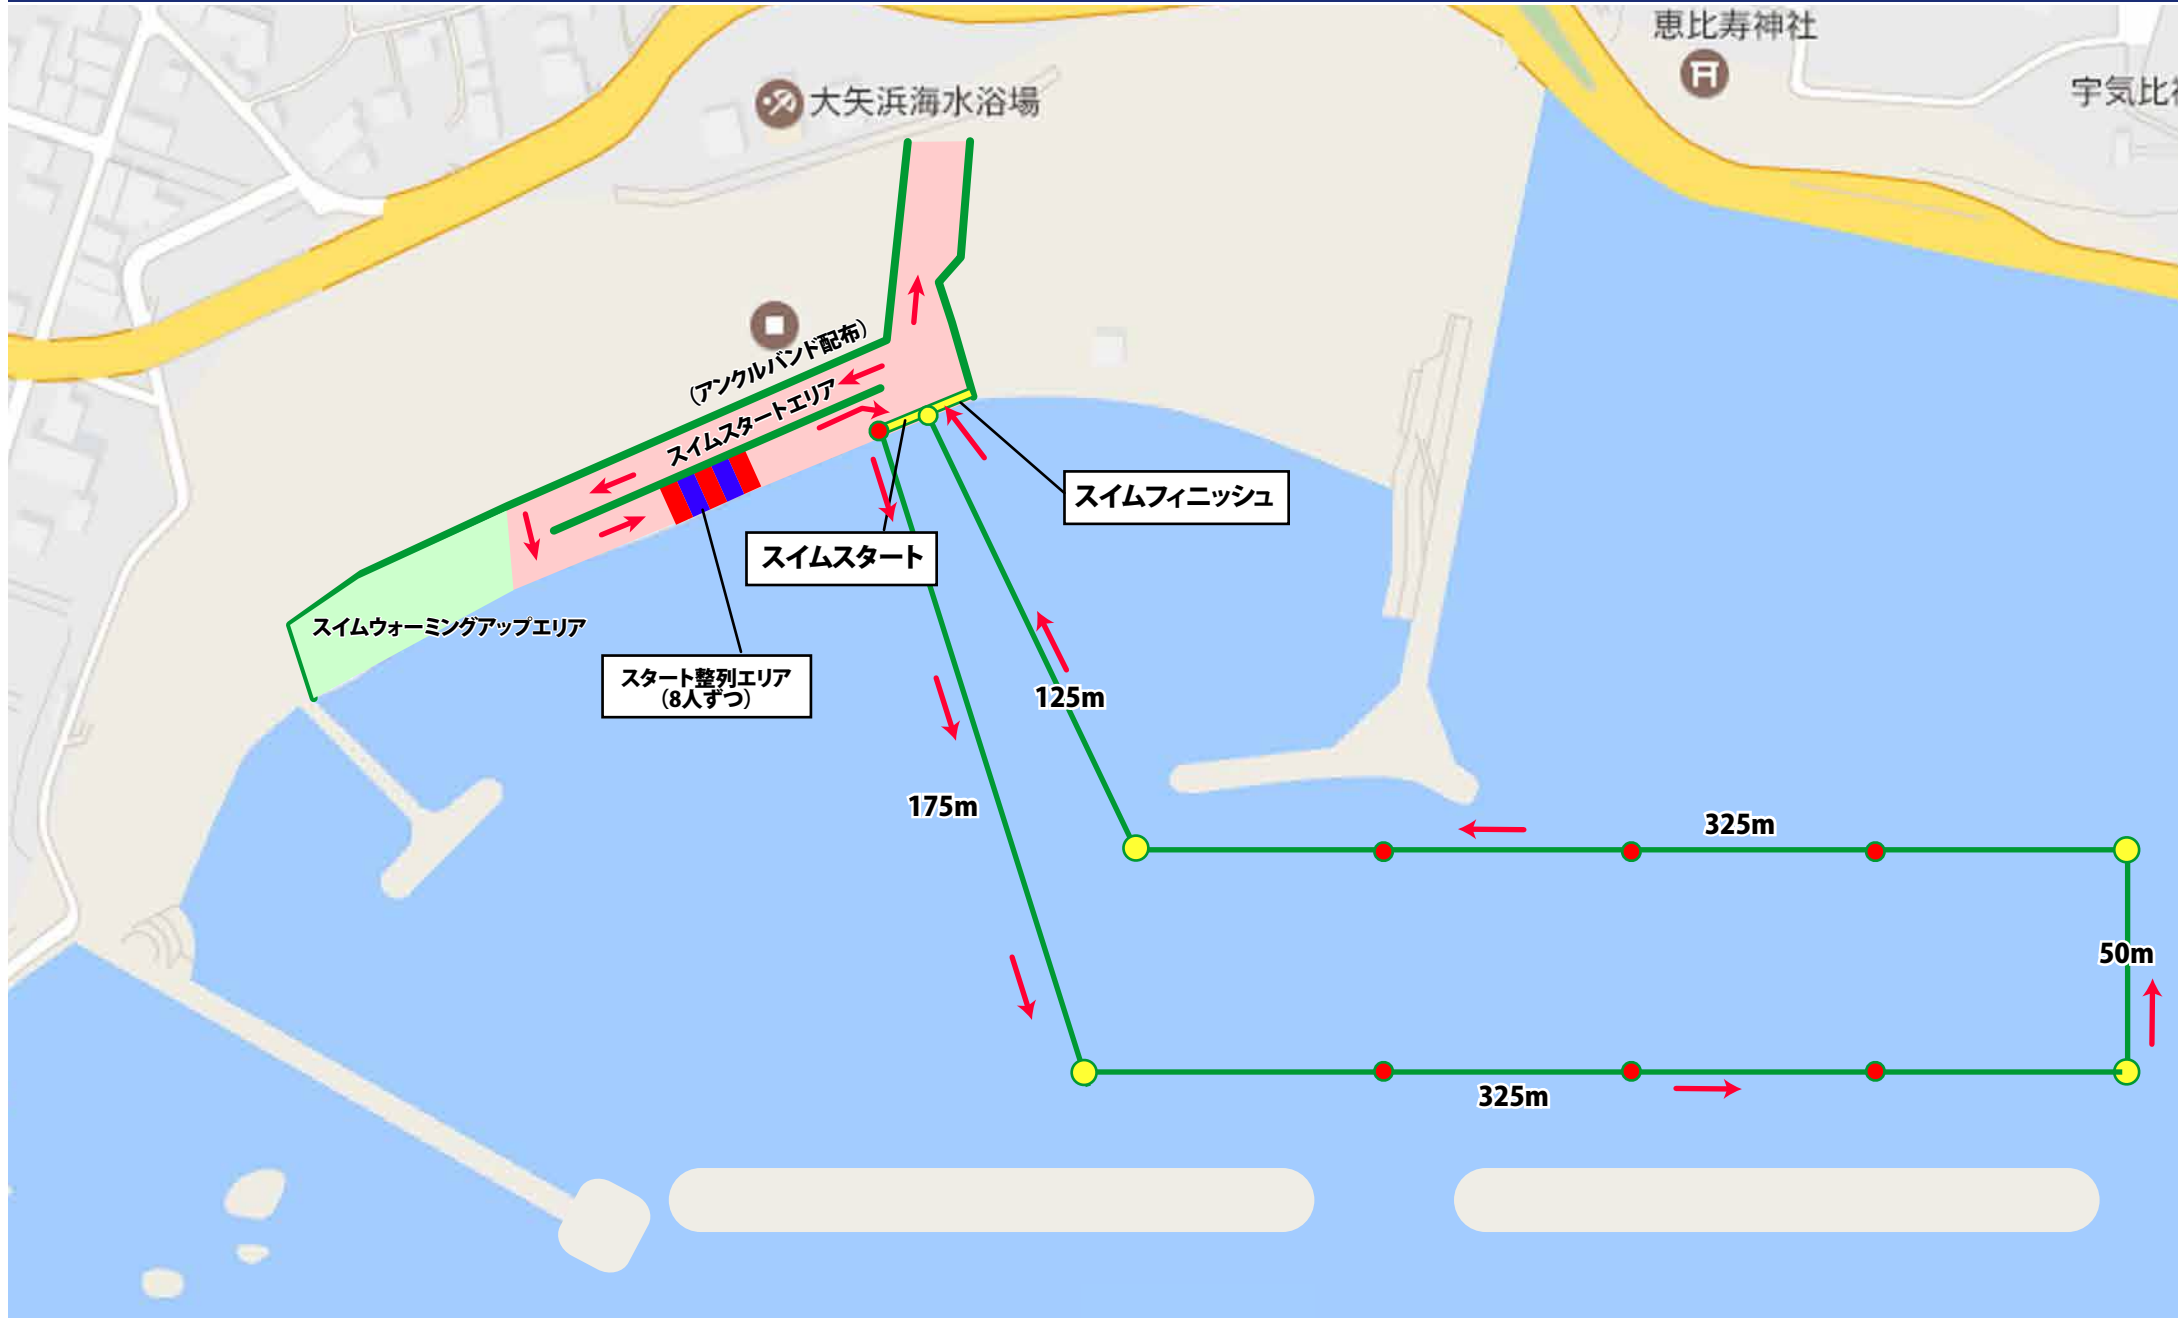 恵比寿神社
宇気比
大矢浜海水浴場
(アンクルバンド配布)
スイムスタートエリア
スイムフィニッシュ
スイムスタート
スイムウォーミングアップエリア
スタート整列エリア
(8人ずつ)
125m
175m
325m
50m
325m